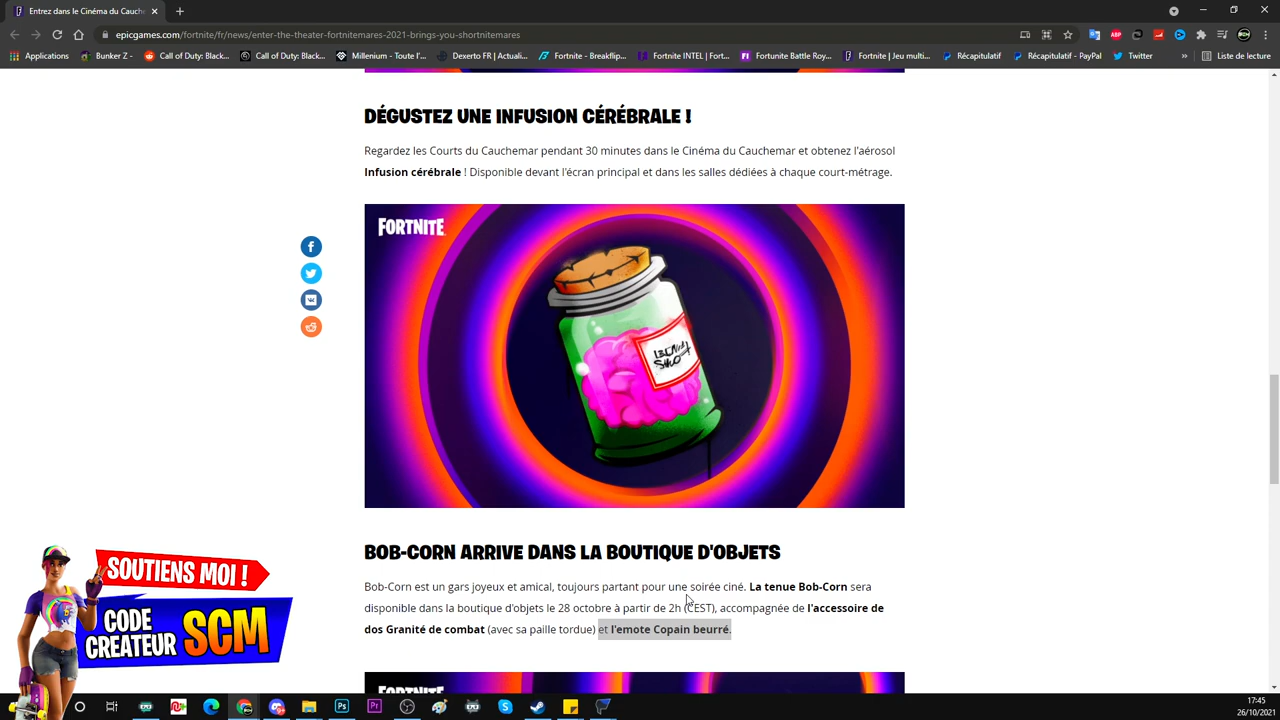 Entrez dans le Cinéma du Cauch
epicgames.com/fortnite/fr/news/enter-the-theater-fortnitemares-2021-brings-you-shortnitemares
Applications
Bunker Z -
Call of Duty: Black...
Call of Duty: Black...
Millenium - Toute l'...
Dexerto FR | Actuali...
Fortnite - Breakflip...
Fortnite INTEL | Fort...
Fortunite Battle Roy...
Fortnite | Jeu multi...
Récapitulatif
Récapitulatif - PayPal
Twitter
»
Liste de lecture
DÉGUSTEZ UNE INFUSION CÉRÉBRALE !
Regardez les Courts du Cauchemar pendant 30 minutes dans le Cinéma du Cauchemar et obtenez l'aérosol
Infusion cérébrale ! Disponible devant l'écran principal et dans les salles dédiées à chaque court-métrage.
FORTNITE
BOB-CORN ARRIVE DANS LA BOUTIQUE D'OBJETS
Bob-Corn est un gars joyeux et amical, toujours partant pour une soirée ciné. La tenue Bob-Corn sera
disponible dans la boutique d'objets le 28 octobre à partir de 2h (CEST), accompagnée de l'accessoire de
dos Granité de combat (avec sa paille tordue) et l'emote Copain beurré.
FORTNITE
SOUTIENS MOI !
CODE
CRÉATEUR SCM
17:45
26/10/2021